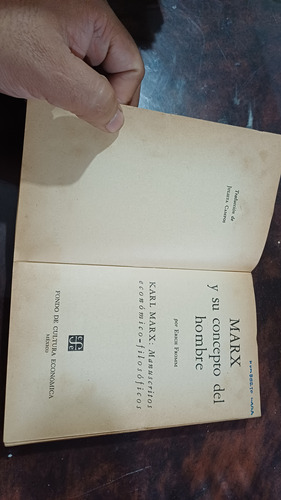 Traducción de
JULIETA CAMPOS
MARX
y su concepto del
hombre
por ERICH FROMM
KARL MARX: Manuscritos
económico-filosóficos
FONDO DE CULTURA ECONÓMICA
MÉXICO